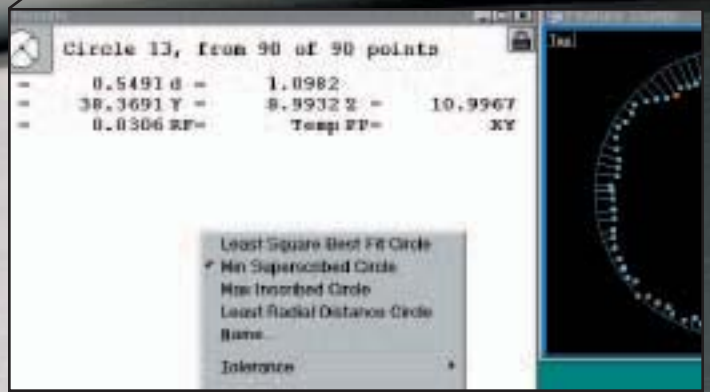 Circle 13, from 90 of 90 points
= 0.5491 d = 1.0982
= 38.3691 Y = 8.9932 Z = 10.9967
= 0.0306 RF= Temp PP= XY
Least Square Best Fit Circle
✓ Min Superscribed Circle
Max Inscribed Circle
Least Radial Distance Circle
Name...
Tolerance